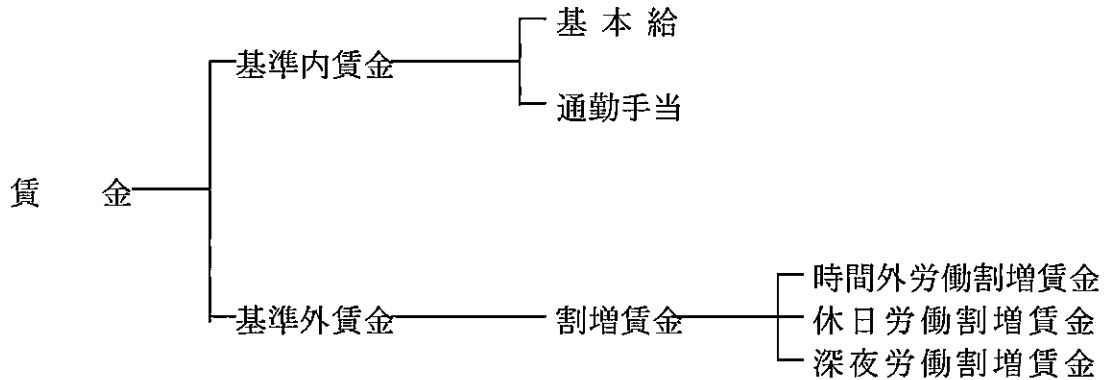 基本給
基準内賃金
通勤手当
賃金
時間外労働割増賃金
基準外賃金
割増賃金
休日労働割増賃金
深夜労働割増賃金